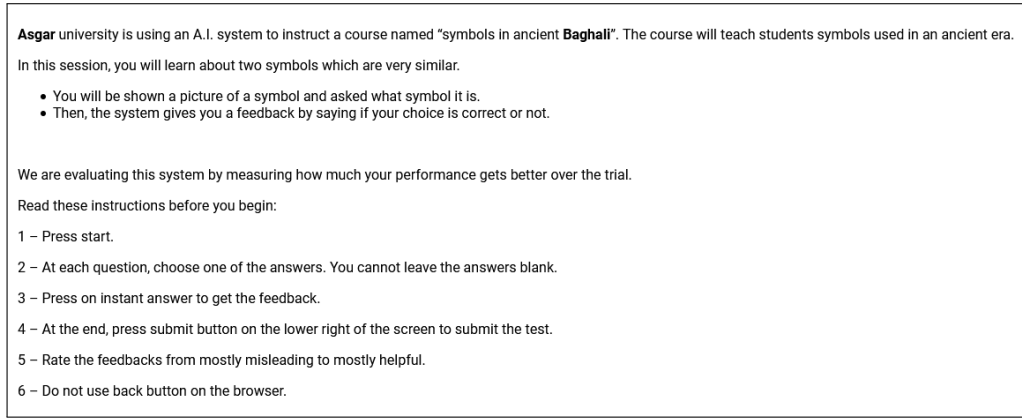 Asgar university is using an A.I. system to instruct a course named “symbols in ancient Baghali”. The course will teach students symbols used in an ancient era.
In this session, you will learn about two symbols which are very similar.
• You will be shown a picture of a symbol and asked what symbol it is.
• Then, the system gives you a feedback by saying if your choice is correct or not.
We are evaluating this system by measuring how much your performance gets better over the trial.
Read these instructions before you begin:
1 – Press start.
2 – At each question, choose one of the answers. You cannot leave the answers blank.
3 – Press on instant answer to get the feedback.
4 – At the end, press submit button on the lower right of the screen to submit the test.
5 – Rate the feedbacks from mostly misleading to mostly helpful.
6 – Do not use back button on the browser.